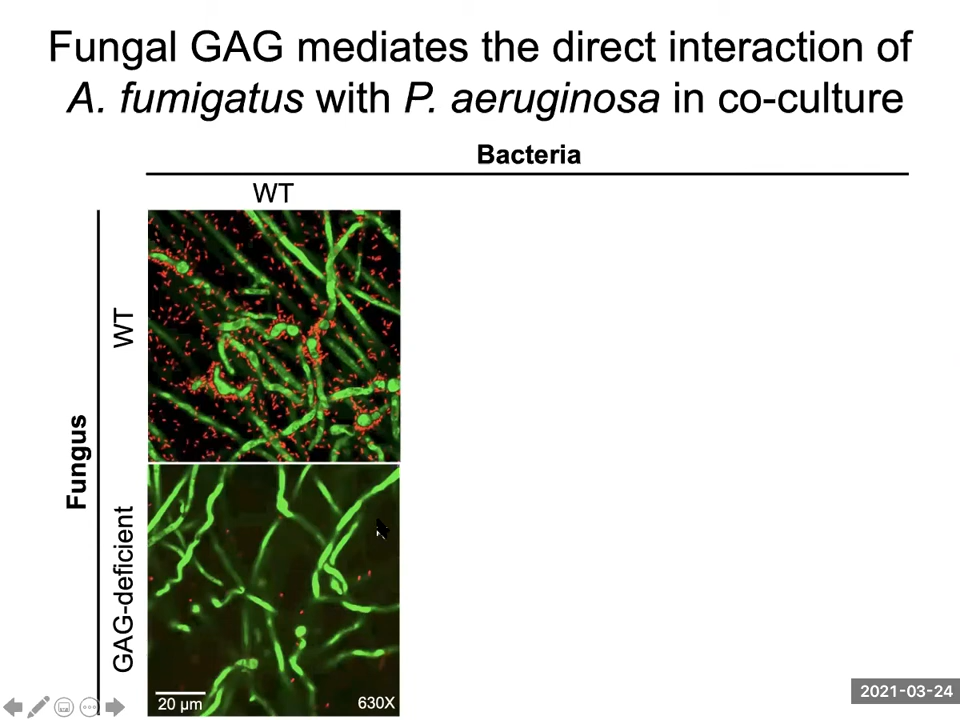 Fungal GAG mediates the direct interaction of
A. fumigatus with P. aeruginosa in co-culture
Bacteria
WT
Fungus
WT
GAG-deficient
20 µm
630X
2021-03-24